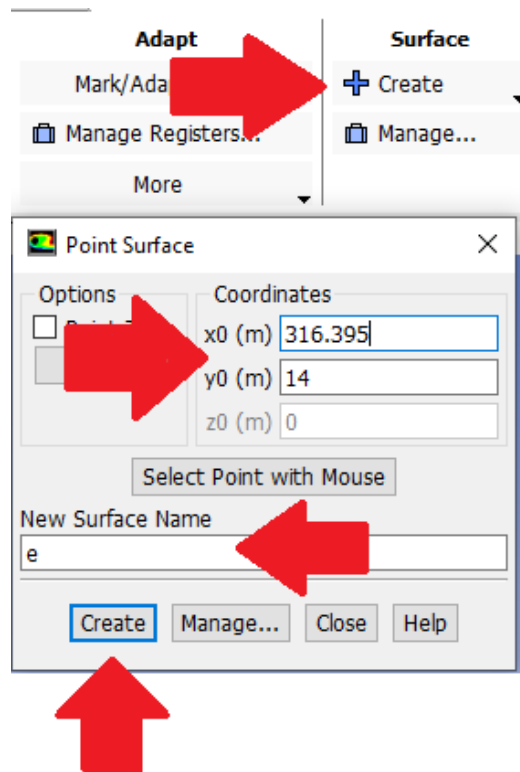 Adapt Surface
Mark/Ada Create
Manage Registers... Manage...
More
Point Surface
Options Coordinates
x0 (m) 316.395
y0 (m) 14
z0 (m) 0
Select Point with Mouse
New Surface Name
e
Create Manage... Close Help